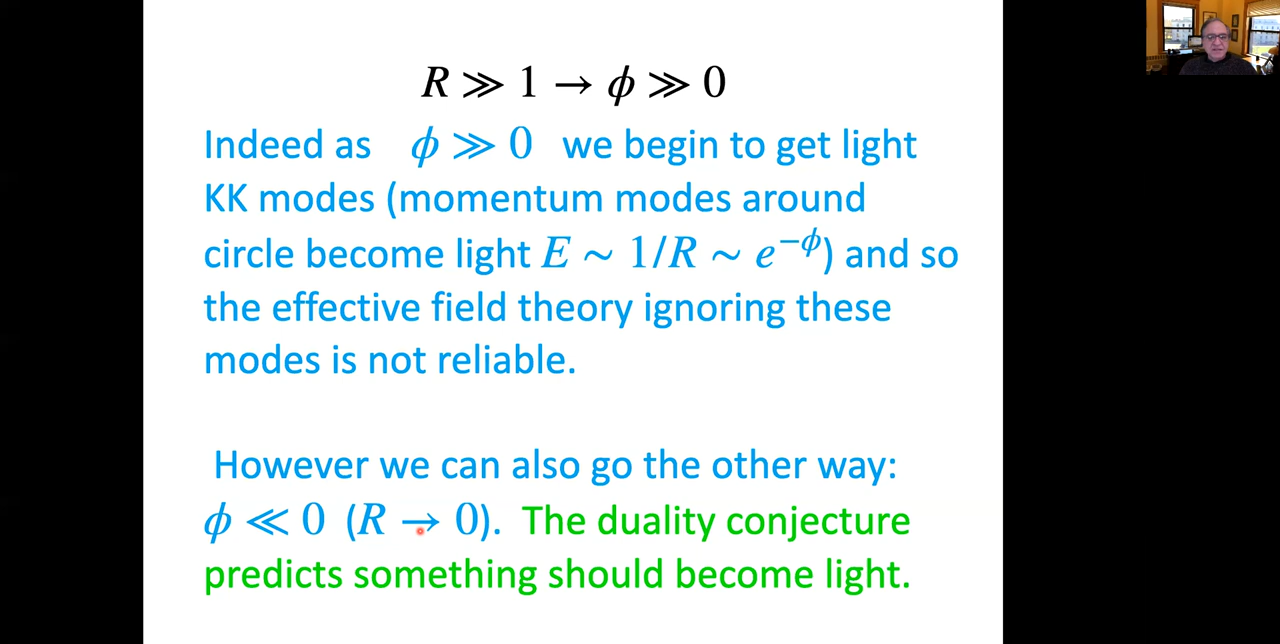 R ≫ 1 → ϕ ≫ 0
Indeed as ϕ ≫ 0 we begin to get light
KK modes (momentum modes around
circle become light E ∼ 1/R ∼ e^{−ϕ}) and so
the effective field theory ignoring these
modes is not reliable.
However we can also go the other way:
ϕ ≪ 0 (R → 0). The duality conjecture
predicts something should become light.